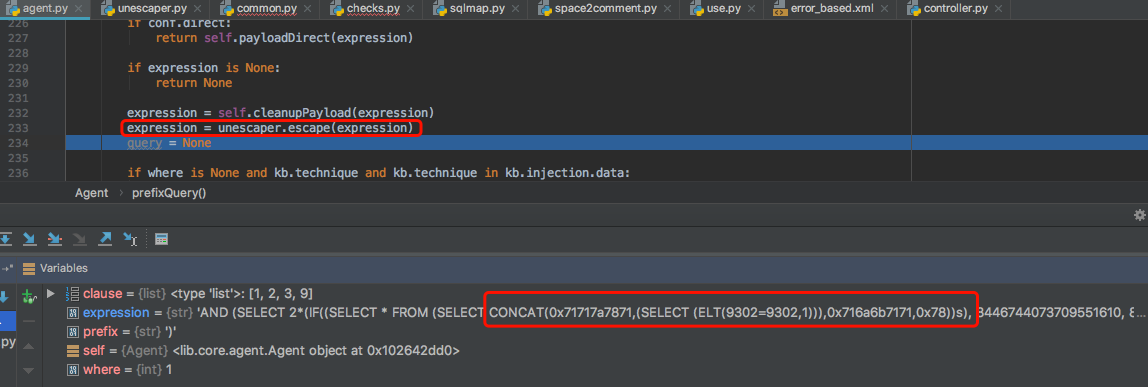 agent.py unescaper.py common.py checks.py sqlmap.py space2comment.py use.py error_based.xml controller.py
226 if conf.direct:
227 return self.payloadDirect(expression)
228
229 if expression is None:
230 return None
231
232 expression = self.cleanupPayload(expression)
233 expression = unescaper.escape(expression)
234 query = None
235
236 if where is None and kb.technique and kb.technique in kb.injection.data:
Agent › prefixQuery()
Variables
clause = {list} <type 'list'>: [1, 2, 3, 9]
expression = {str} 'AND (SELECT 2*(IF((SELECT * FROM (SELECT CONCAT(0x71717a7871,(SELECT (ELT(9302=9302,1))),0x716a6b7171,0x78))s), 8446744073709551610, 8...
prefix = {str} ')'
py self = {Agent} <lib.core.agent.Agent object at 0x102642dd0>
where = {int} 1